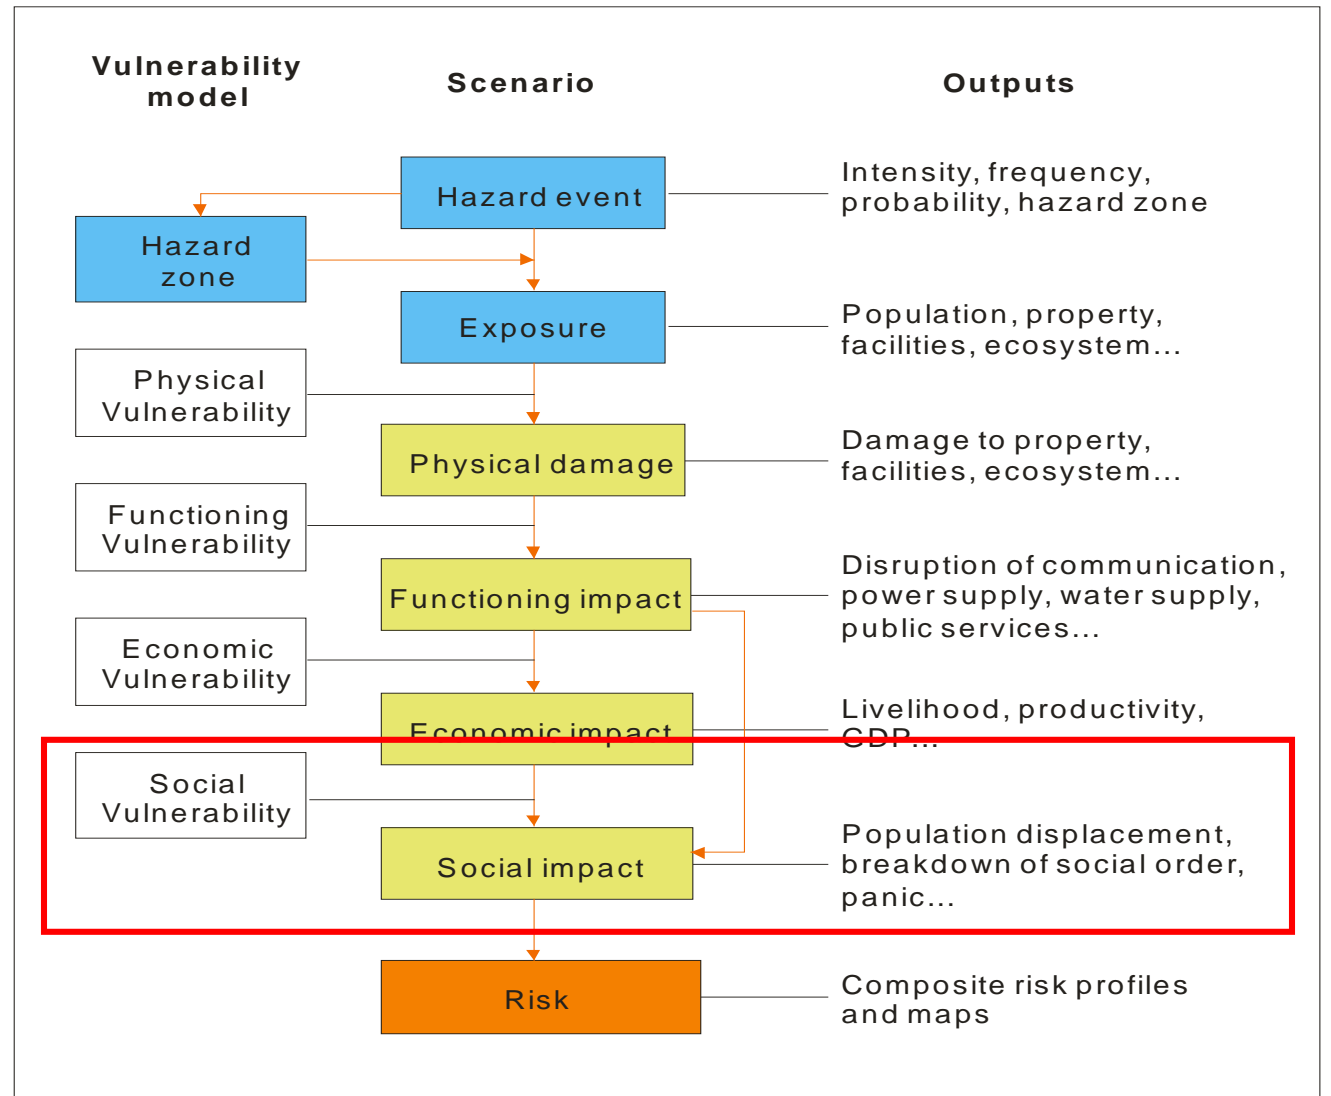 Vulnerability
model
Scenario
Outputs
Hazard event
Intensity, frequency,
probability, hazard zone
Hazard
zone
Exposure
Population, property,
facilities, ecosystem...
Physical
Vulnerability
Physical damage
Damage to property,
facilities, ecosystem...
Functioning
Vulnerability
Functioning impact
Disruption of communication,
power supply, water supply,
public services...
Economic
Vulnerability
Economic impact
Livelihood, productivity,
GDP...
Social
Vulnerability
Social impact
Population displacement,
breakdown of social order,
panic...
Risk
Composite risk profiles
and maps